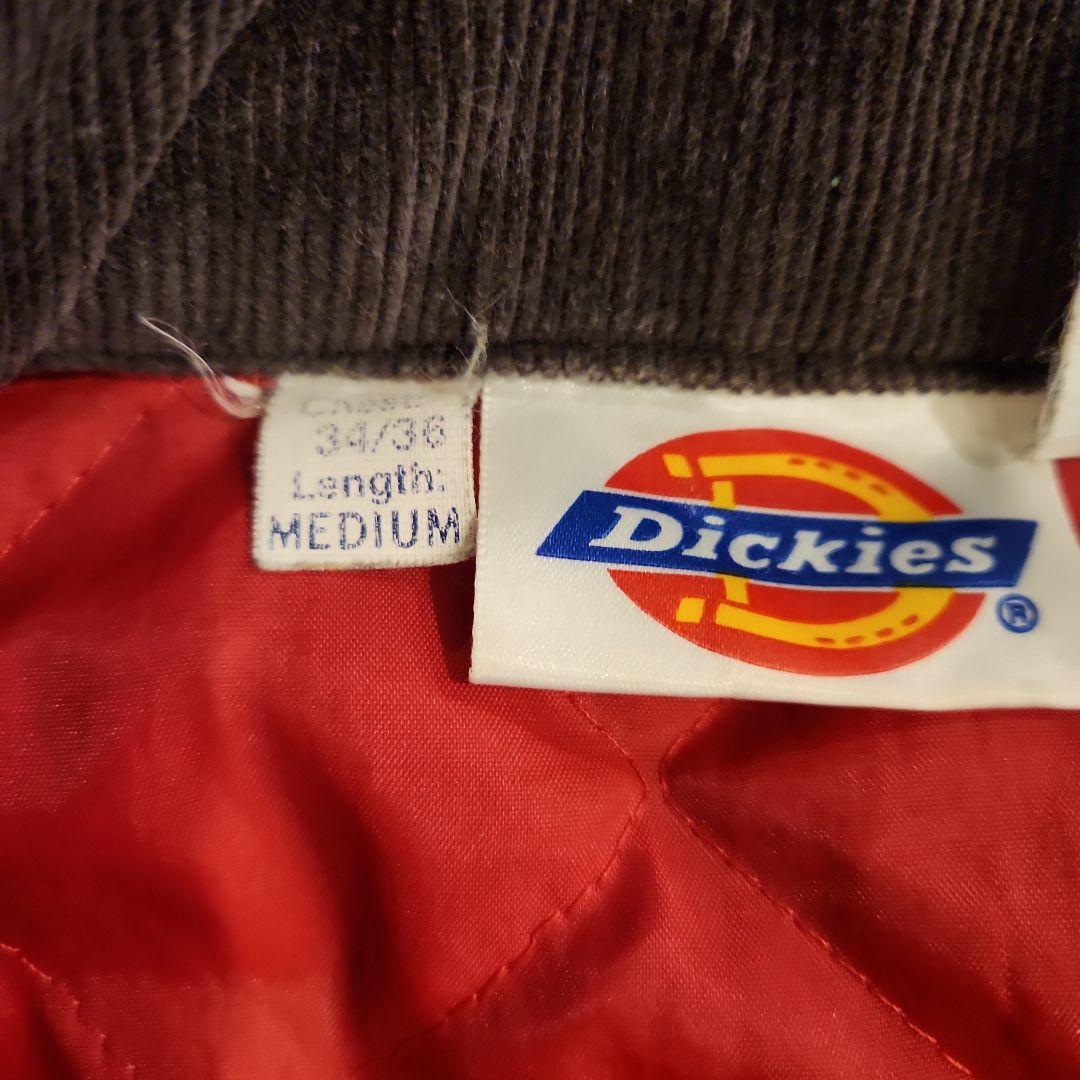 Chest:
34/36
Length:
MEDIUM
Dickies
®